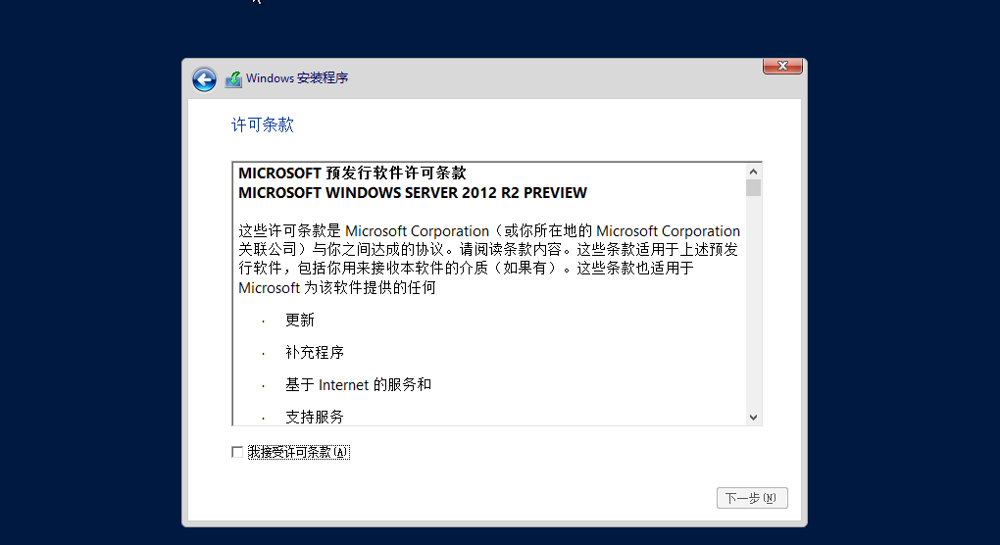 Windows 安装程序
许可条款
MICROSOFT 预发行软件许可条款
MICROSOFT WINDOWS SERVER 2012 R2 PREVIEW
这些许可条款是 Microsoft Corporation（或你所在地的 Microsoft Corporation
关联公司）与你之间达成的协议。请阅读条款内容。这些条款适用于上述预发
行软件，包括你用来接收本软件的介质（如果有）。这些条款也适用于
Microsoft 为该软件提供的任何
· 更新
· 补充程序
· 基于 Internet 的服务和
· 支持服务
我接受许可条款(A)
下一步(N)